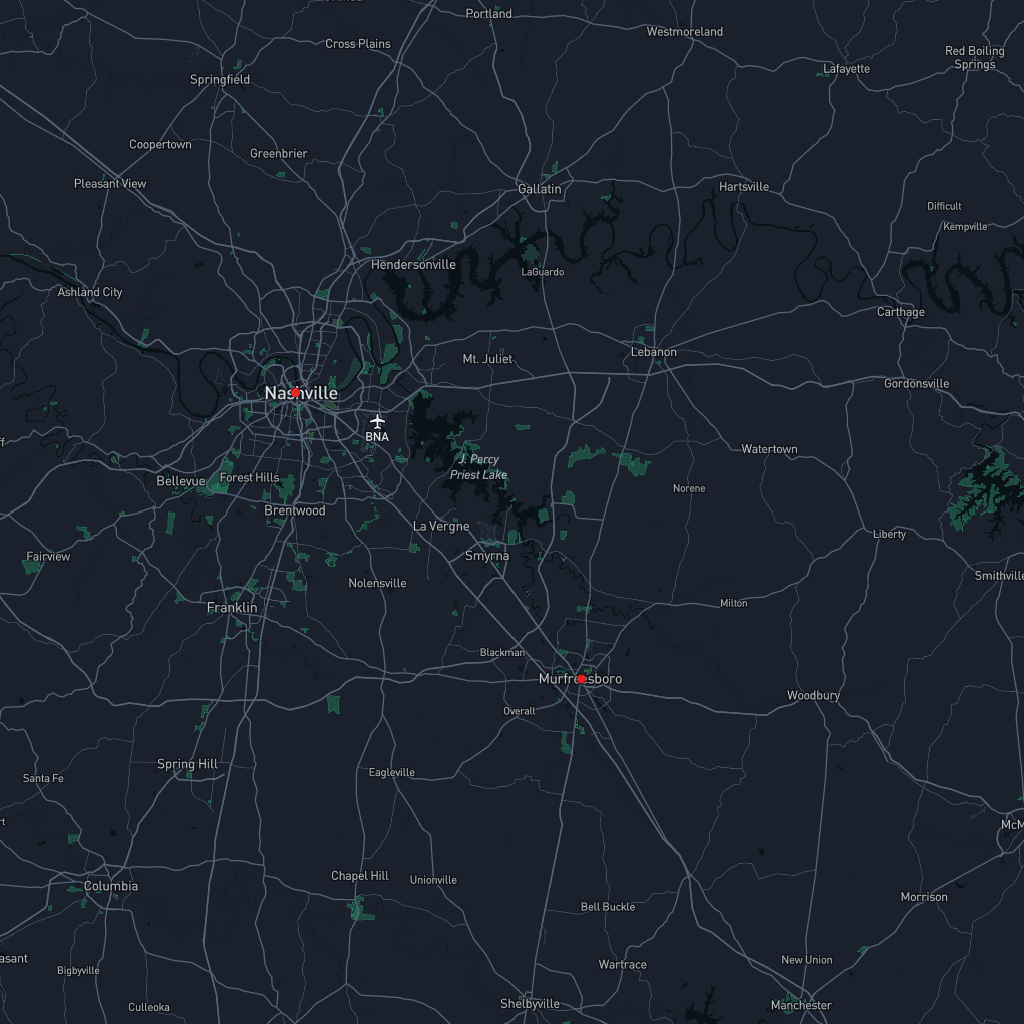 Portland
Westmoreland
Cross Plains
Red Boiling
Springs
Lafayette
Springfield
Coopertown
Greenbrier
Pleasant View
Gallatin
Hartsville
Difficult
Kempville
Hendersonville
LaGuardo
Ashland City
Carthage
Lebanon
Mt. Juliet
Gordonsville
Nashville
BNA
Watertown
J. Percy
Priest Lake
Bellevue
Forest Hills
Norene
Brentwood
La Vergne
Liberty
Smyrna
Fairview
Smithville
Nolensville
Franklin
Milton
Blackman
Murfreesboro
Woodbury
Overall
Spring Hill
Eagleville
Santa Fe
McM
Chapel Hill
Unionville
Columbia
Morrison
Bell Buckle
asant
New Union
Wartrace
Bigbyville
Culleoka
Shelbyville
Manchester